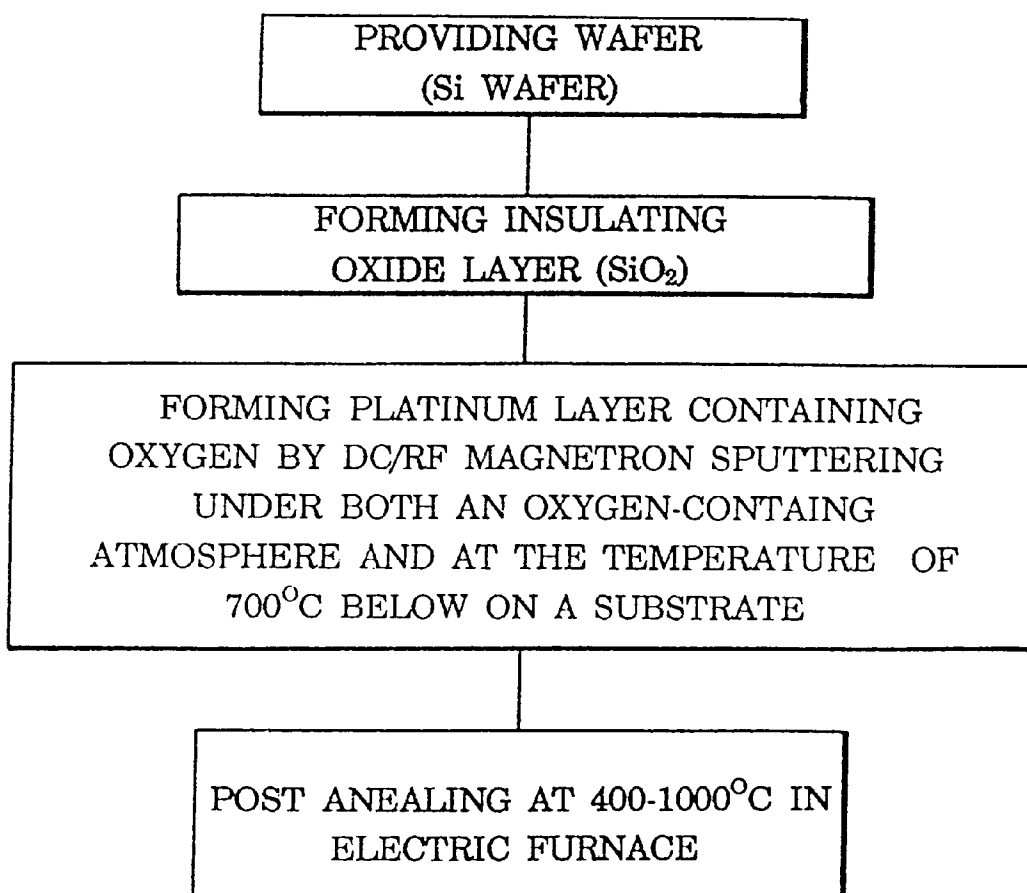 PROVIDING WAFER
(Si WAFER)
FORMING INSULATING
OXIDE LAYER (SiO₂)
FORMING PLATINUM LAYER CONTAINING
OXYGEN BY DC/RF MAGNETRON SPUTTERING
UNDER BOTH AN OXYGEN-CONTAING
ATMOSPHERE AND AT THE TEMPERATURE OF
700°C BELOW ON A SUBSTRATE
POST ANEALING AT 400-1000°C IN
ELECTRIC FURNACE